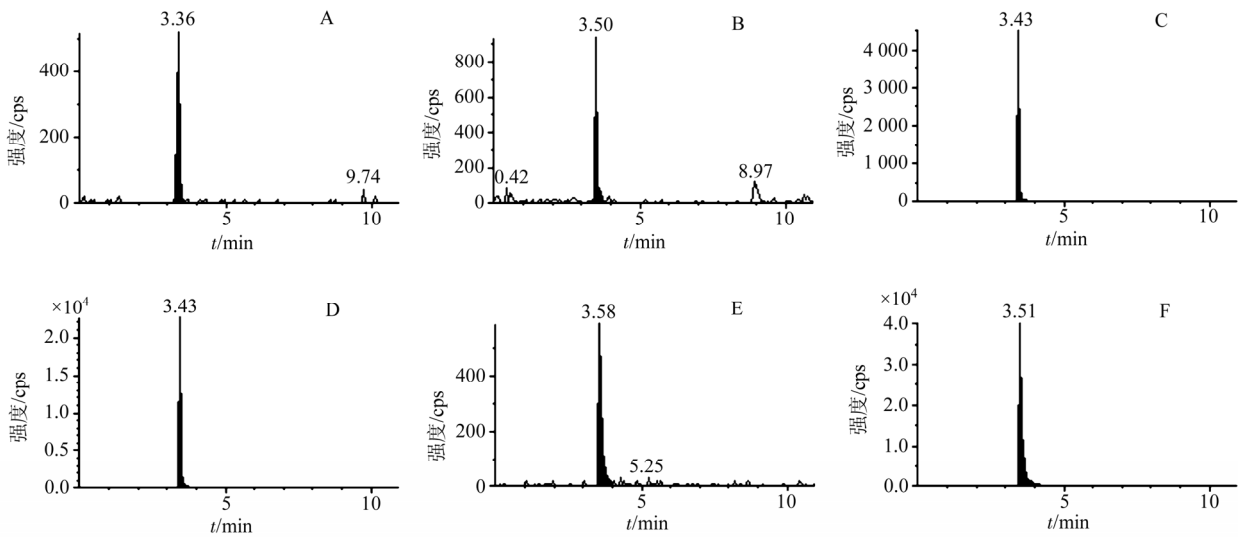 3.36
A
强度/cps
400
200
0
9.74
5
10
t/min
3.50
B
强度/cps
800
600
400
200
0
0.42
8.97
5
10
t/min
3.43
C
强度/cps
4 000
3 000
2 000
1 000
0
5
10
t/min
×10⁴
3.43
D
强度/cps
2.0
1.5
1.0
0.5
0.0
5
10
t/min
3.58
E
强度/cps
400
200
0
5.25
5
10
t/min
×10⁴
3.51
F
强度/cps
4.0
3.0
2.0
1.0
0.0
5
10
t/min